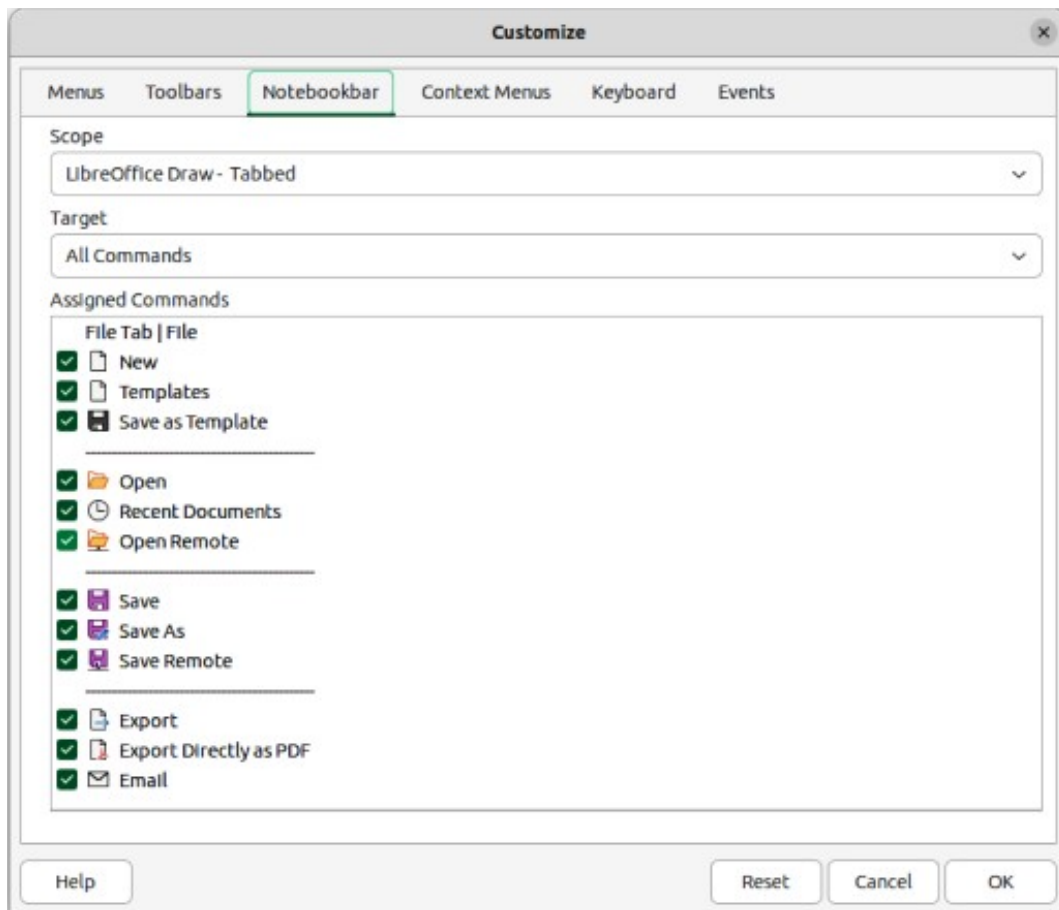 Customize
Menus Toolbars Notebookbar Context Menus Keyboard Events
Scope
LibreOffice Draw - Tabbed
Target
All Commands
Assigned Commands
File Tab | File
New
Templates
Save as Template
Open
Recent Documents
Open Remote
Save
Save As
Save Remote
Export
Export Directly as PDF
Email
Help Reset Cancel OK